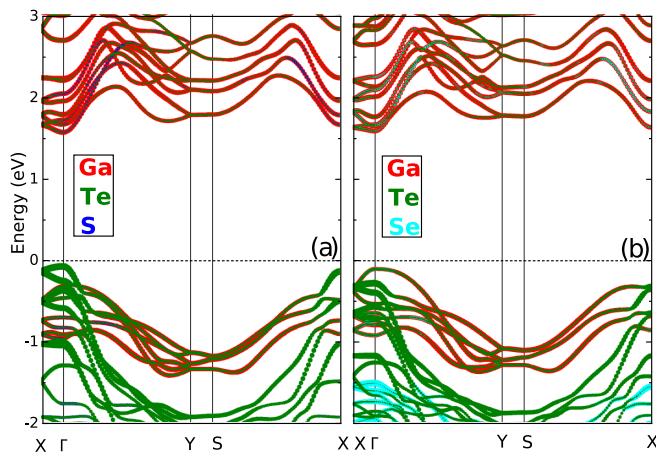 3
2
1
0
-1
-2
Energy (eV)
Ga
Te
S
(a)
X Γ Y S X
Ga
Te
Se
(b)
X Γ Y S X